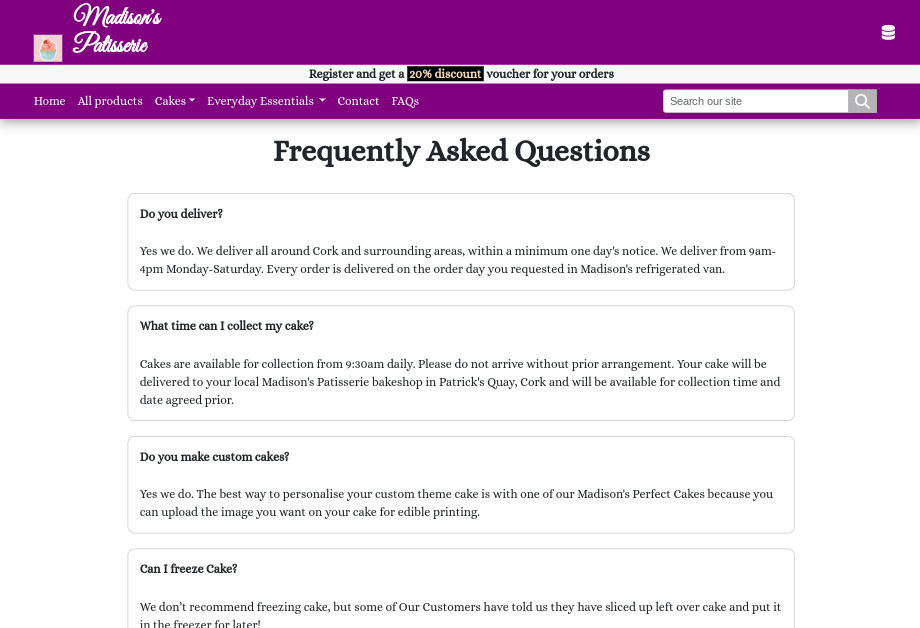 Madison's
Patisserie
Register and get a 20% discount voucher for your orders
Home All products Cakes Everyday Essentials Contact FAQs Search our site
Frequently Asked Questions
Do you deliver?
Yes we do. We deliver all around Cork and surrounding areas, within a minimum one day's notice. We deliver from 9am-
4pm Monday-Saturday. Every order is delivered on the order day you requested in Madison's refrigerated van.
What time can I collect my cake?
Cakes are available for collection from 9:30am daily. Please do not arrive without prior arrangement. Your cake will be
delivered to your local Madison's Patisserie bakeshop in Patrick's Quay, Cork and will be available for collection time and
date agreed prior.
Do you make custom cakes?
Yes we do. The best way to personalise your custom theme cake is with one of our Madison's Perfect Cakes because you
can upload the image you want on your cake for edible printing.
Can I freeze Cake?
We don’t recommend freezing cake, but some of Our Customers have told us they have sliced up left over cake and put it
in the freezer for later!